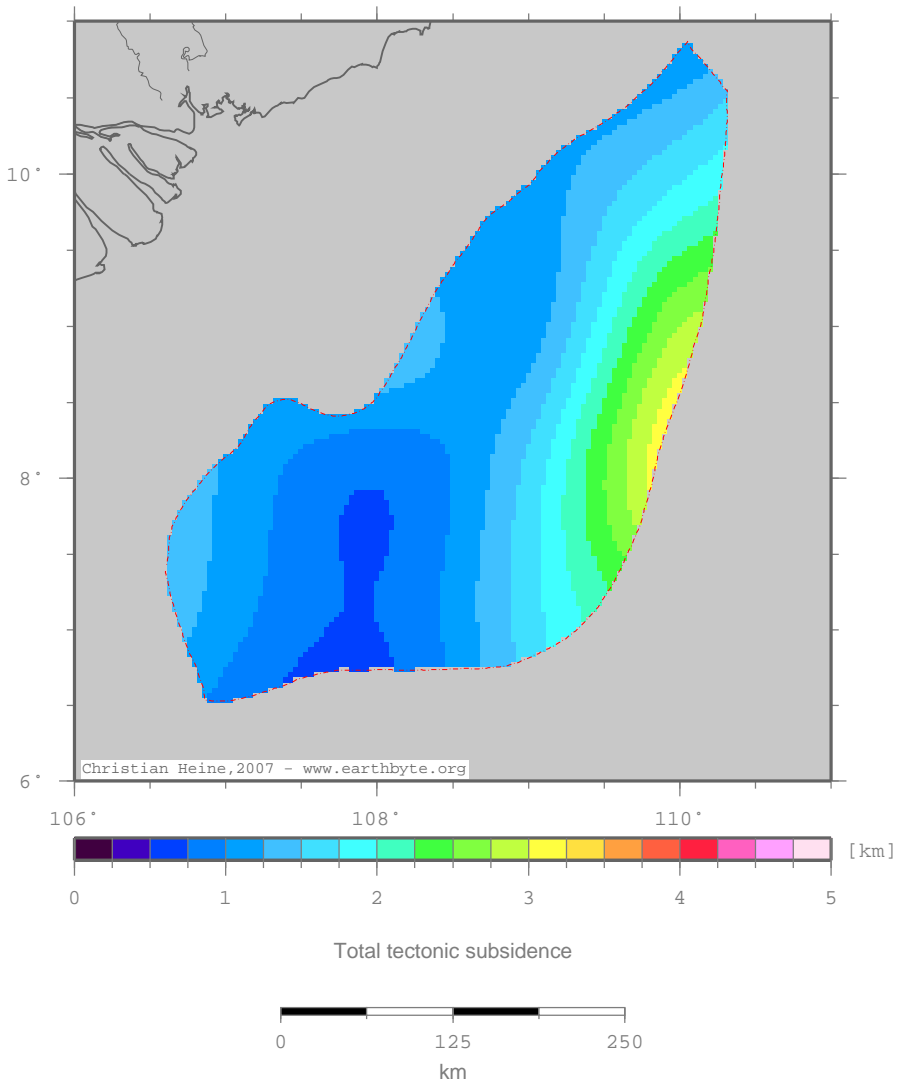 10°
8°
6°
Christian Heine,2007 - www.earthbyte.org
106° 108° 110°
[km]
0 1 2 3 4 5
Total tectonic subsidence
0 125 250
km